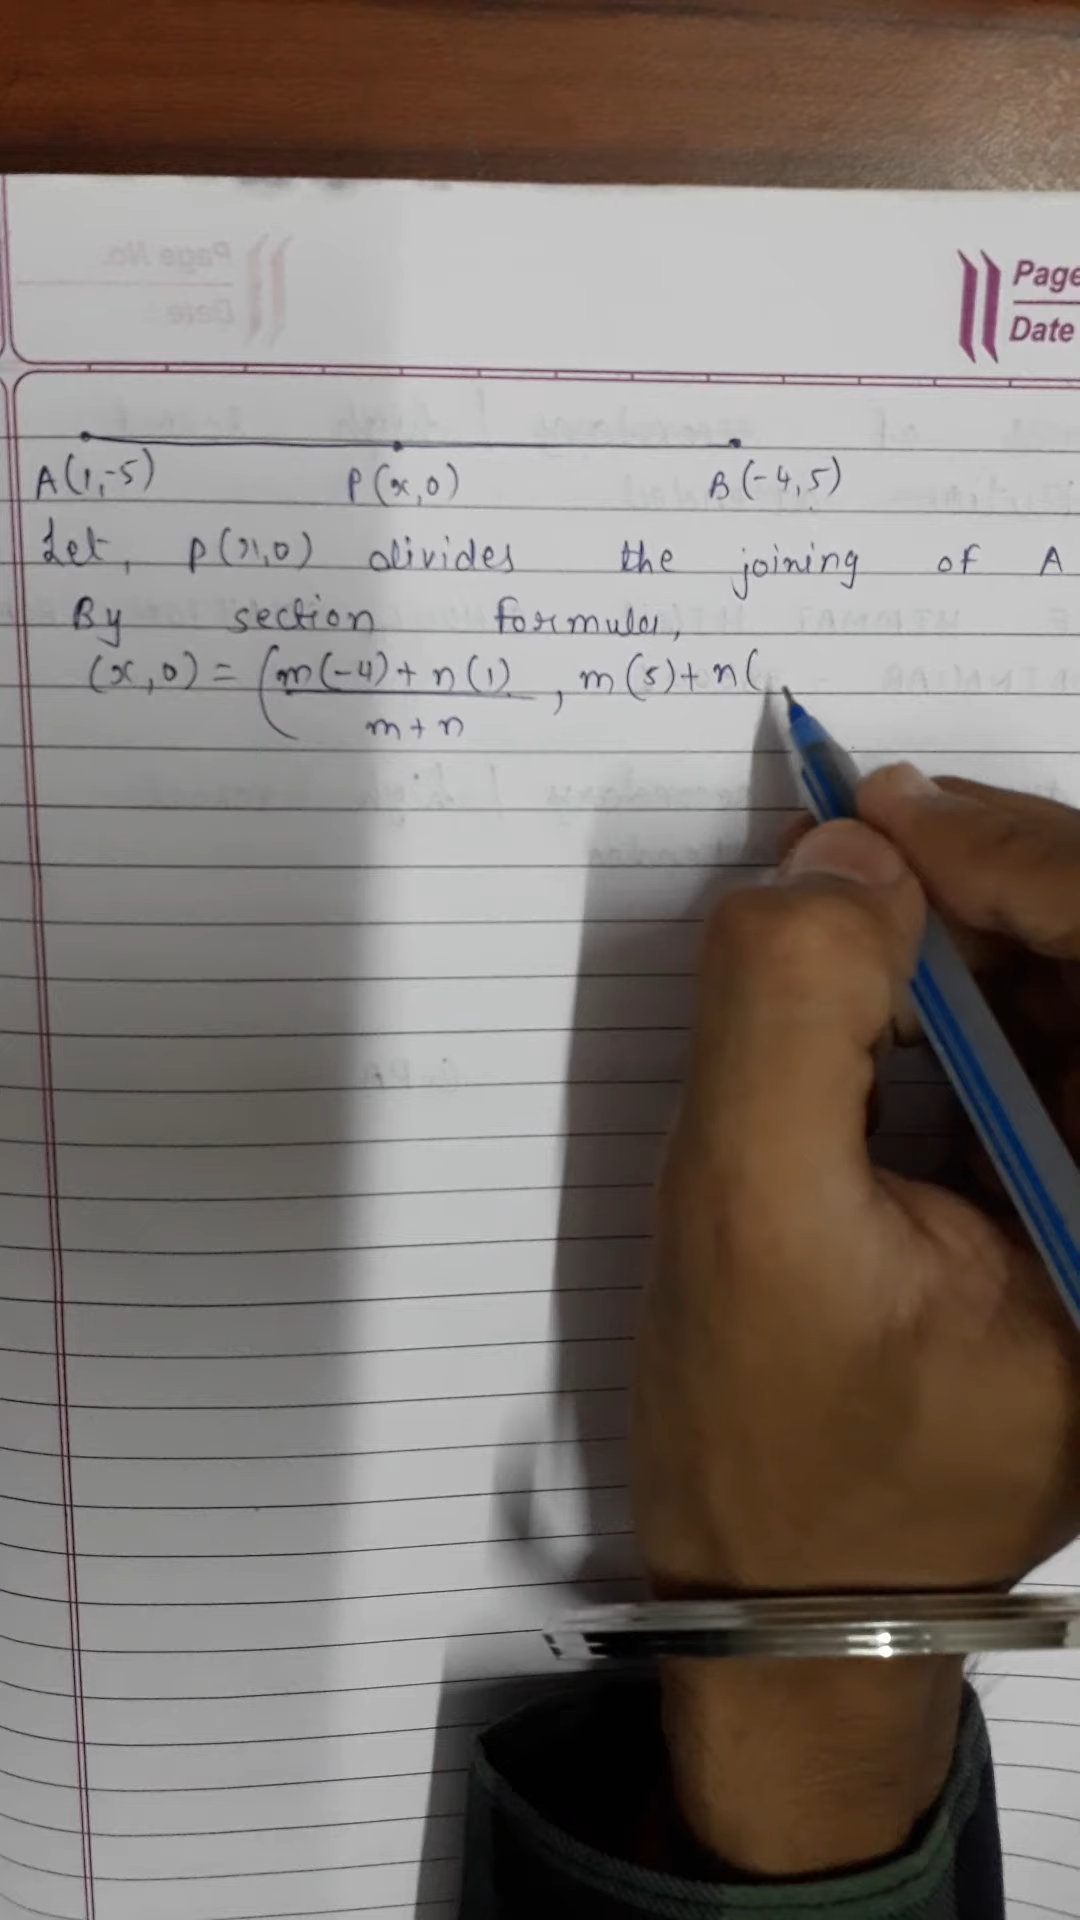 Page
Date
A(1,-5) P(x,0) B(-4,5)
Let, P(x,0) divides the joining of A
By section formula,
(x,0) = (m(-4)+n(1) , m(5)+n(
m+n